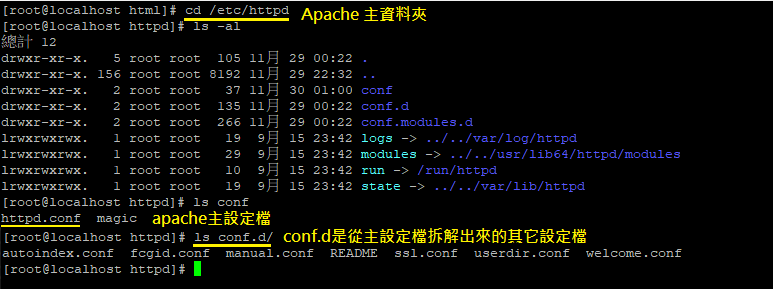 [root@localhost html]# cd /etc/httpd Apache 主資料夾
[root@localhost httpd]# ls -al
總計 12
drwxr-xr-x. 5 root root 105 11月 29 00:22 .
drwxr-xr-x. 156 root root 8192 11月 29 22:32 ..
drwxr-xr-x. 2 root root 37 11月 30 01:00 conf
drwxr-xr-x. 2 root root 135 11月 29 00:22 conf.d
drwxr-xr-x. 2 root root 266 11月 29 00:22 conf.modules.d
lrwxrwxrwx. 1 root root 19 9月 15 23:42 logs -> ../../var/log/httpd
lrwxrwxrwx. 1 root root 29 9月 15 23:42 modules -> ../../usr/lib64/httpd/modules
lrwxrwxrwx. 1 root root 10 9月 15 23:42 run -> /run/httpd
lrwxrwxrwx. 1 root root 19 9月 15 23:42 state -> ../../var/lib/httpd
[root@localhost httpd]# ls conf
httpd.conf magic apache主設定檔
[root@localhost httpd]# ls conf.d/ conf.d是從主設定檔拆解出來的其它設定檔
autoindex.conf fcgid.conf manual.conf README ssl.conf userdir.conf welcome.conf
[root@localhost httpd]#